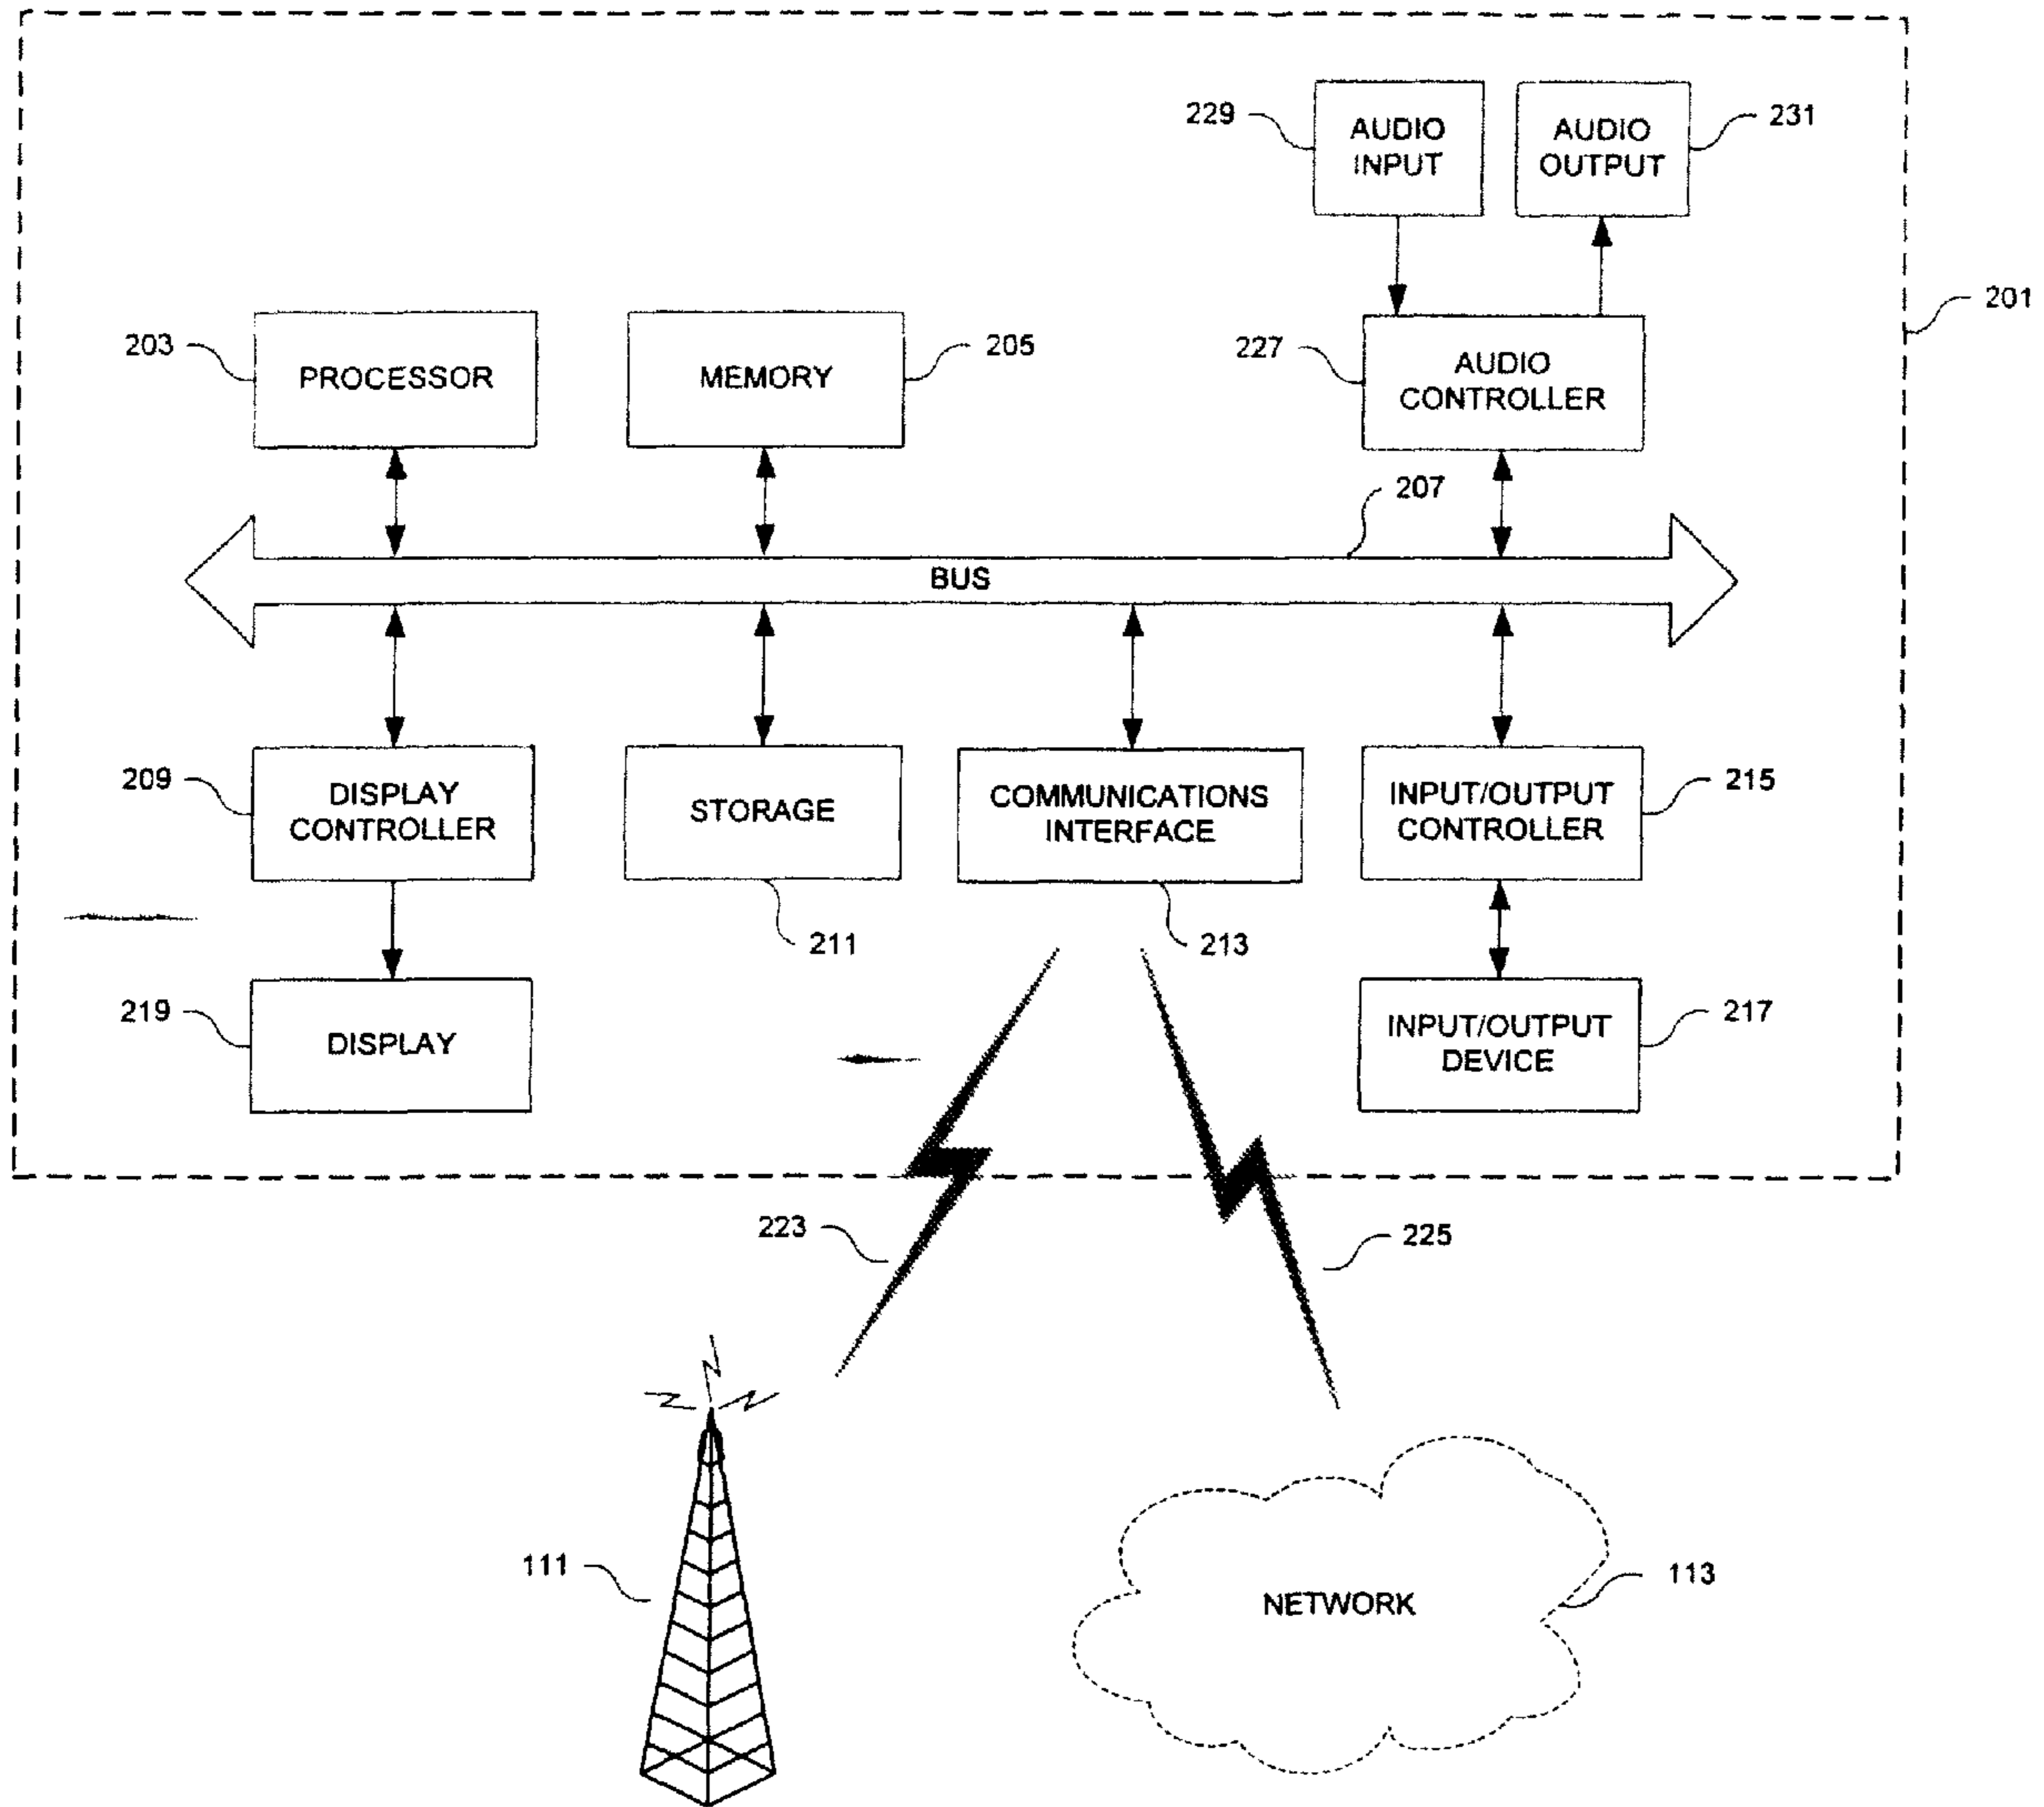 229
AUDIO
INPUT
AUDIO
OUTPUT
231
201
203
PROCESSOR
MEMORY
205
227
AUDIO
CONTROLLER
207
BUS
209
DISPLAY
CONTROLLER
STORAGE
COMMUNICATIONS
INTERFACE
INPUT/OUTPUT
CONTROLLER
215
211
213
219
DISPLAY
INPUT/OUTPUT
DEVICE
217
223
225
111
NETWORK
113